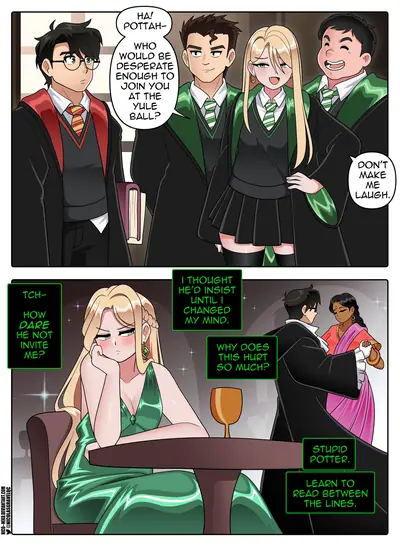 HA!
POTTAH~
WHO WOULD BE
DESPERATE
ENOUGH TO
JOIN YOU
AT THE
YULE
BALL?
DON'T
MAKE ME
LAUGH.
TCH~
HOW
DARE
HE NOT
INVITE
ME?
I THOUGHT
HE'D INSIST
UNTIL I
CHANGED
MY MIND.
WHY DOES
THIS HURT
SO MUCH?
STUPID
POTTER.
LEARN TO
READ BETWEEN
THE LINES.